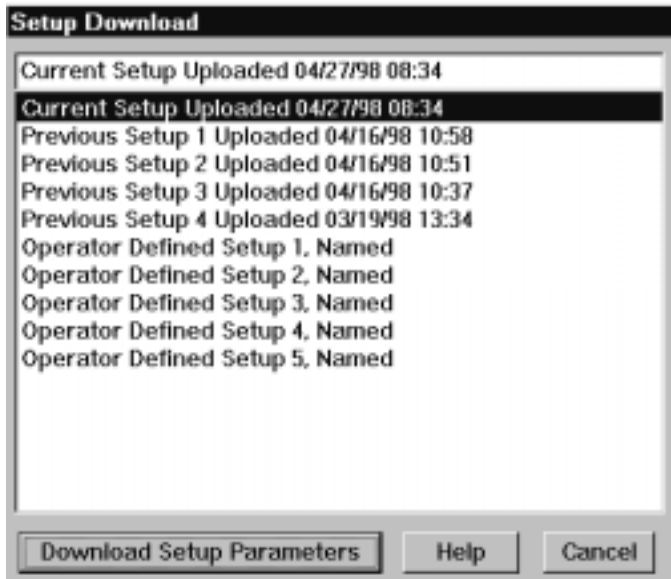 Setup Download
Current Setup Uploaded 04/27/98 08:34
Current Setup Uploaded 04/27/98 08:34
Previous Setup 1 Uploaded 04/16/98 10:58
Previous Setup 2 Uploaded 04/16/98 10:51
Previous Setup 3 Uploaded 04/16/98 10:37
Previous Setup 4 Uploaded 03/19/98 13:34
Operator Defined Setup 1, Named
Operator Defined Setup 2, Named
Operator Defined Setup 3, Named
Operator Defined Setup 4, Named
Operator Defined Setup 5, Named
Download Setup Parameters Help Cancel